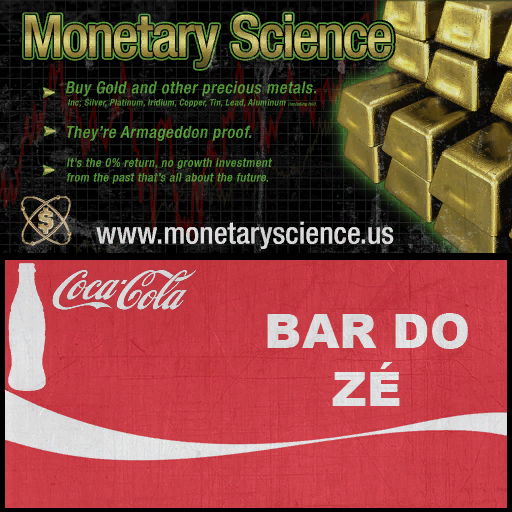 Monetary Science
Buy Gold and other precious metals.
Inc; Silver, Platinum, Iridium, Copper, Tin, Lead, Aluminum
They're Armageddon proof.
It's the 0% return, no growth investment
from the past that's all about the future.
$
www.monetaryscience.us
Coca-Cola
BAR DO
ZÉ